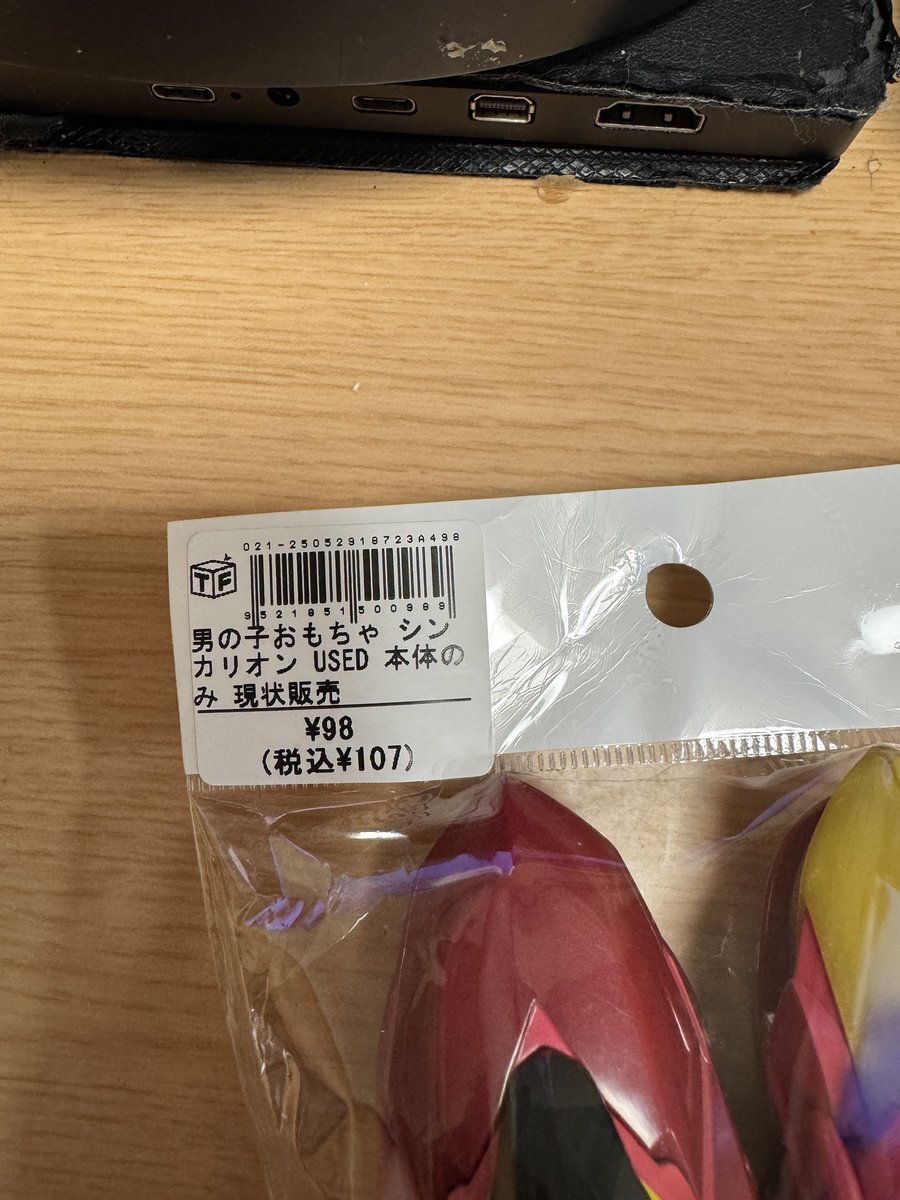 021-25052918723A498
TF
9521851500989
男の子おもちゃ シン
カリオン USED 本体の
み 現状販売
¥98
(税込¥107)